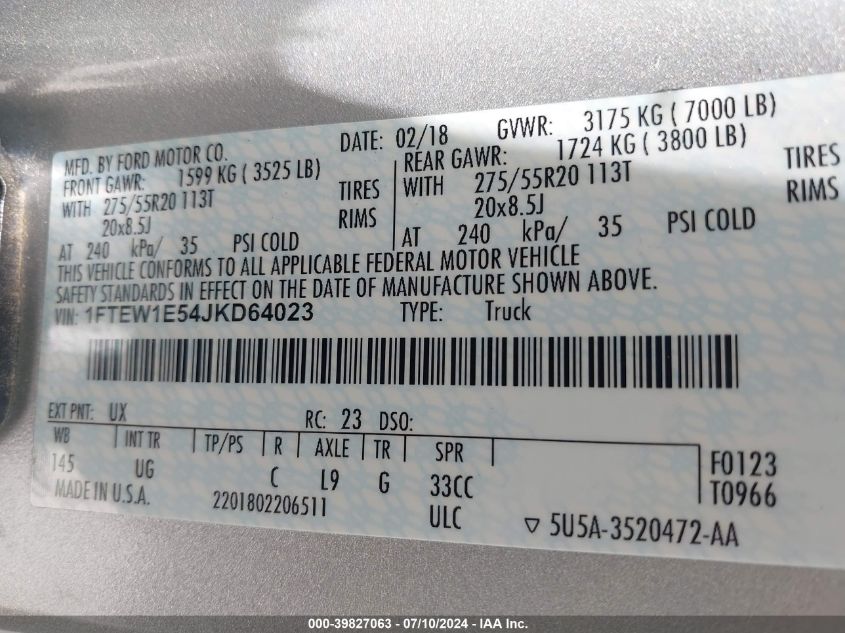 MFD. BY FORD MOTOR CO. DATE: 02/18 GVWR: 3175 KG ( 7000 LB)
FRONT GAWR: 1599 KG ( 3525 LB) REAR GAWR: 1724 KG ( 3800 LB)
WITH 275/55R20 113T TIRES WITH 275/55R20 113T TIRES
20x8.5J RIMS 20x8.5J RIMS
AT 240 kPa/ 35 PSI COLD AT 240 kPa/ 35 PSI COLD
THIS VEHICLE CONFORMS TO ALL APPLICABLE FEDERAL MOTOR VEHICLE
SAFETY STANDARDS IN EFFECT ON THE DATE OF MANUFACTURE SHOWN ABOVE.
VIN: 1FTEW1E54JKD64023 TYPE: Truck
EXT PNT: UX RC: 23 DSO:
WB INT TR TP/PS R AXLE TR SPR
145 UG C L9 G 33CC F0123
MADE IN U.S.A. 2201802206511 ULC T0966
▽ 5U5A-3520472-AA
000-39827063 - 07/10/2024 - IAA Inc.